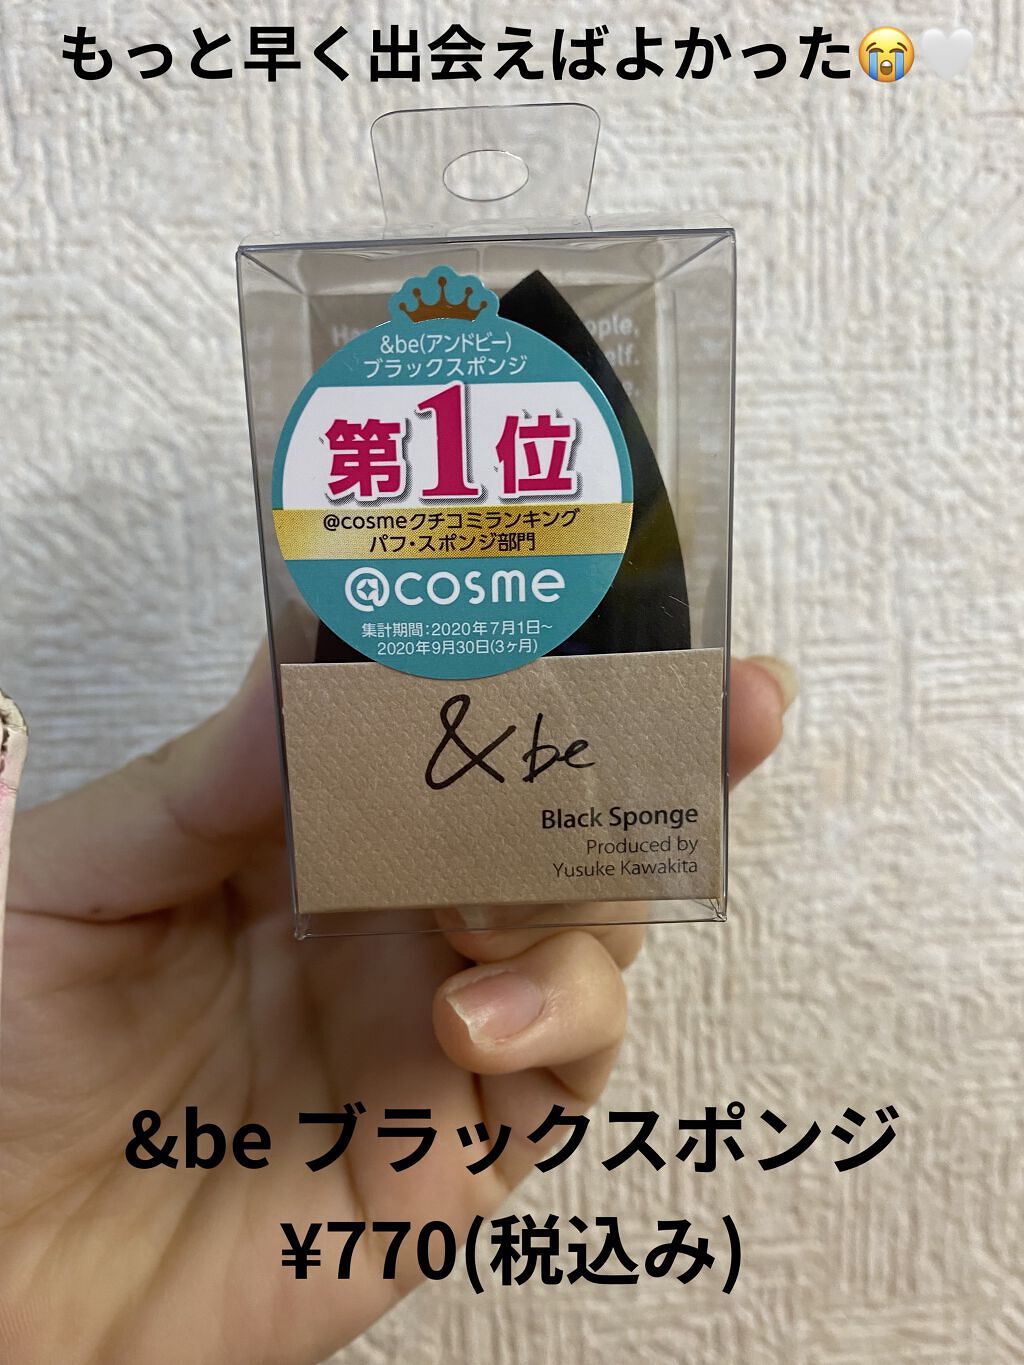 もっと早く出会えばよかった😭🤍
&be(アンドビー)
ブラックスポンジ
第1位
@cosmeクチコミランキング
パフ・スポンジ部門
@cosme
集計期間:2020年7月1日~
2020年9月30日(3ヶ月)
&be
Black Sponge
Produced by
Yusuke Kawakita
&be ブラックスポンジ
¥770(税込み)